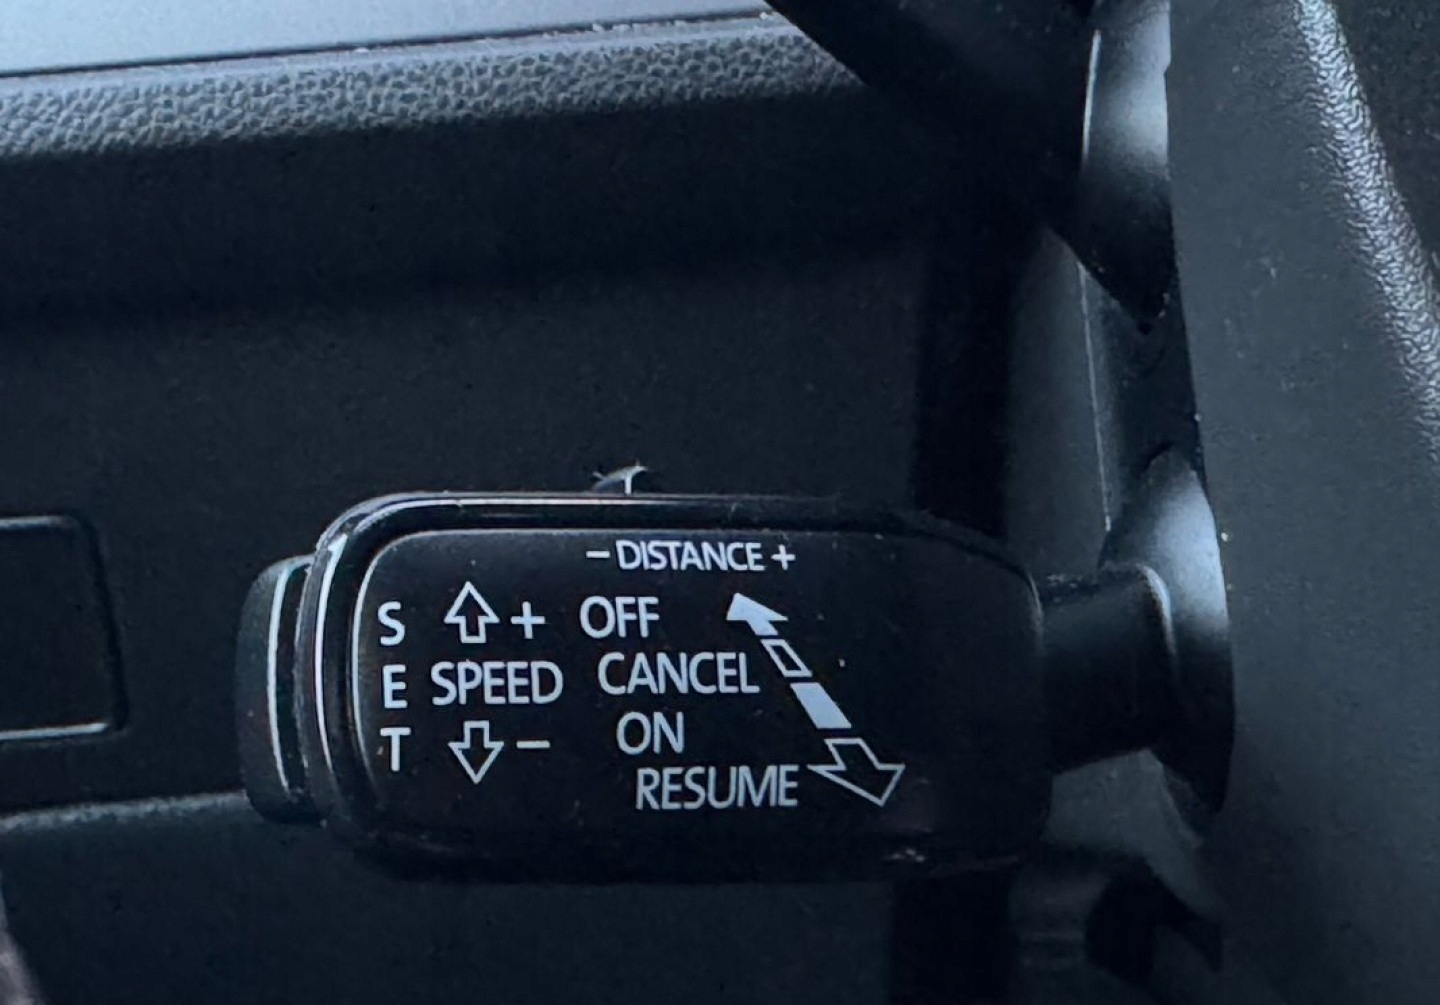 - DISTANCE +
S + OFF
E SPEED CANCEL
T - ON
RESUME